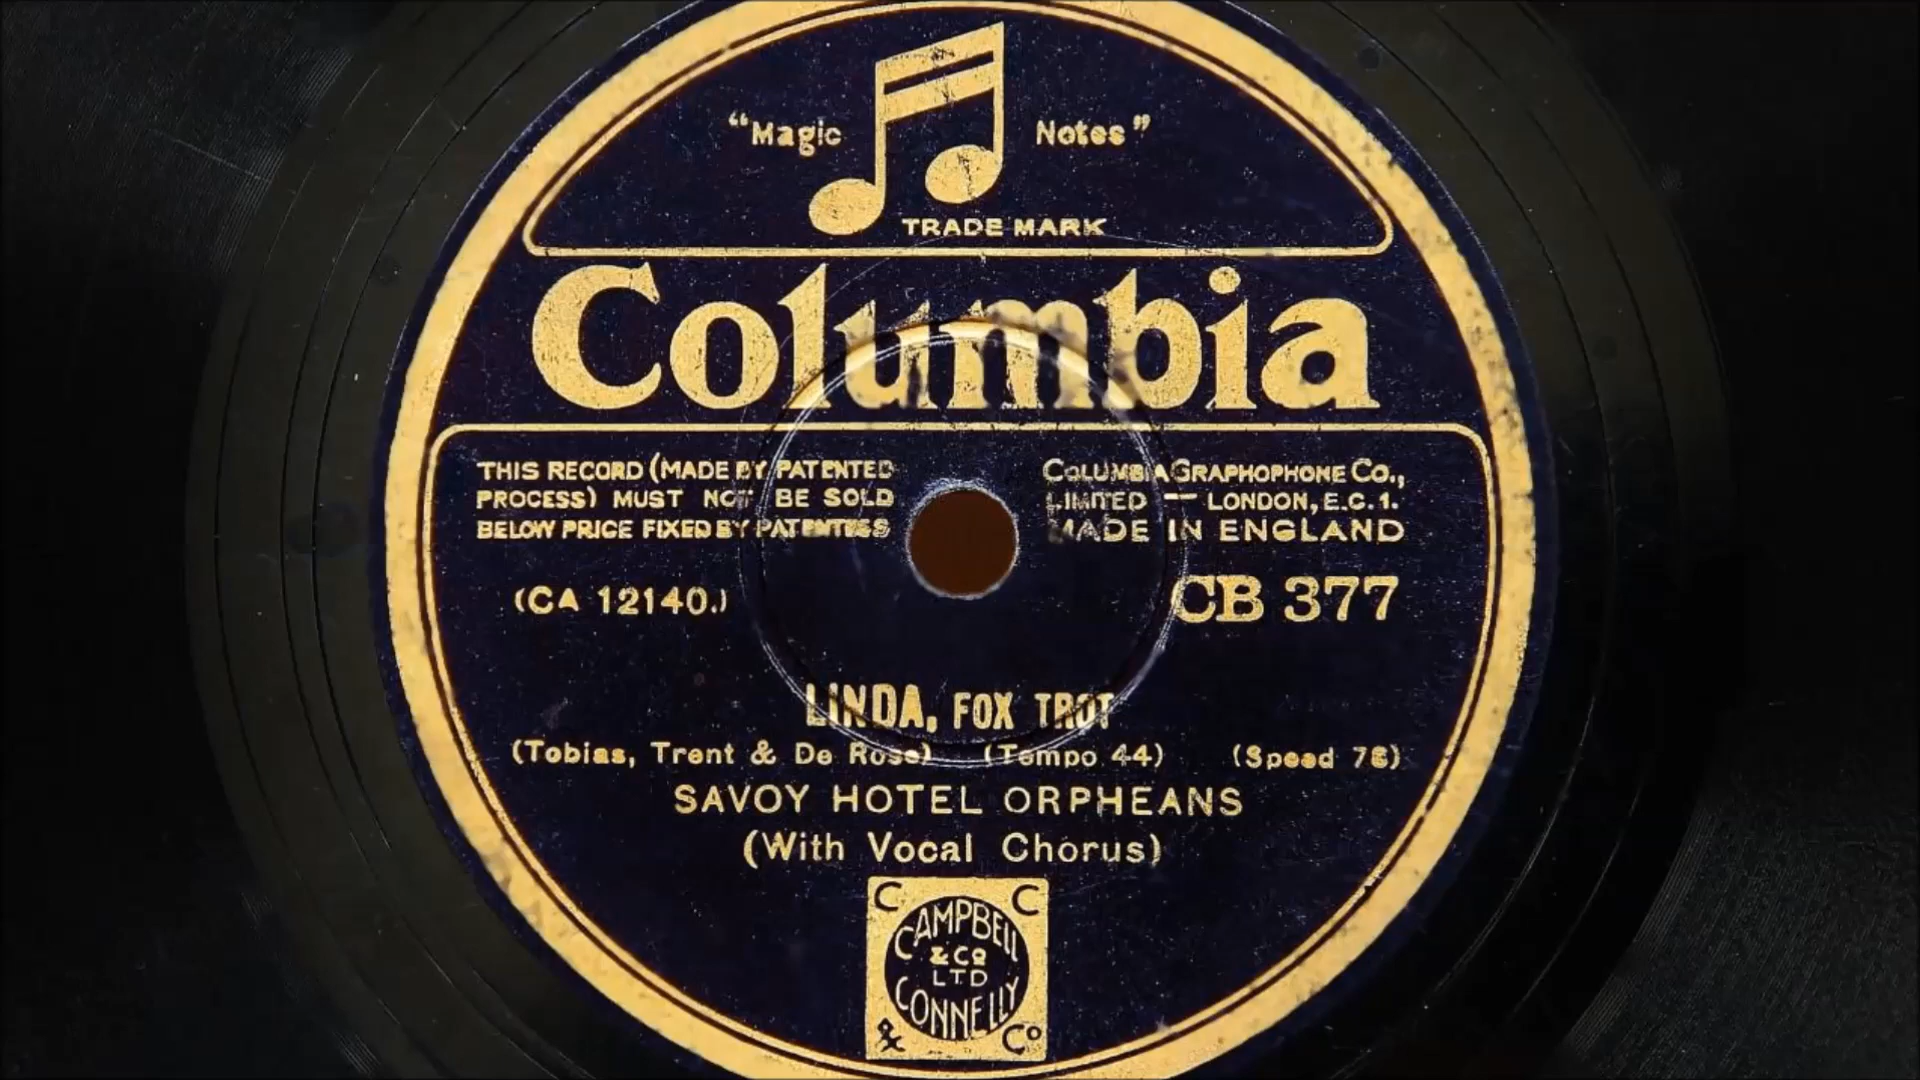 "Magic Notes"
TRADE MARK
Columbia
THIS RECORD (MADE BY PATENTED
PROCESS) MUST NOT BE SOLD
BELOW PRICE FIXED BY PATENTEES
COLUMBIA GRAPHOPHONE CO.,
LIMITED — LONDON, E.C.1.
MADE IN ENGLAND
(CA 12140.)
CB 377
LINDA, FOX TROT
(Tobias, Trent & De Rose) (Tempo 44) (Speed 78)
SAVOY HOTEL ORPHEANS
(With Vocal Chorus)
C C
CAMPBELL
& Co
LTD
CONNELLY
& Co